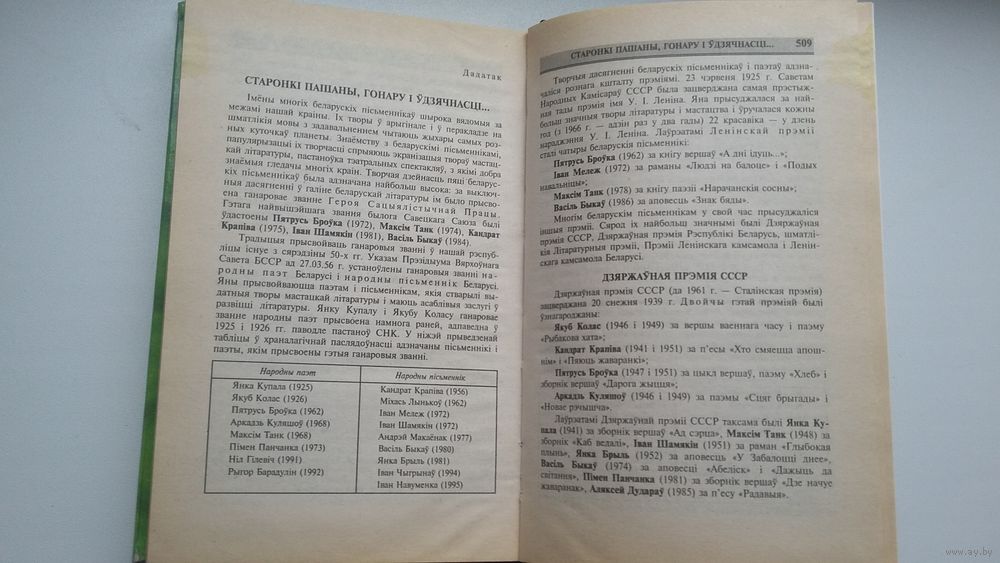 Дадатак
СТАРОНКІ ПАШАНЫ, ГОНАРУ І ЎДЗЯЧНАСЦІ...
Імёны многіх беларускіх пісьменнікаў шырока вядомыя за
межамі нашай краіны. Іх творы ў арыгінале і ў перакладзе на
шматлікія мовы з задавальненнем чытаюць жыхары самых роз-
ных куточкаў планеты. Знаёмству з беларускімі пісьменнікамі,
папулярызацыі іх творчасці спрыяюць экранізацыя твораў мастац-
кай літаратуры, пастаноўка тэатральных спектакляў, з якімі добра
знаёмыя гледачы многіх краін. Творчая дзейнасць пяці беларус-
кіх пісьменнікаў была адзначана найбольш высока: за выключ-
ныя дасягненні ў галіне беларускай літаратуры ім было прысво-
ена ганаровае званне Героя Сацыялістычнай Працы.
Гэтага найвышэйшага звання былога Савецкага Саюза былі
ўдастоены Пятрусь Броўка (1972), Максім Танк (1974), Кандрат
Крапіва (1975), Іван Шамякін (1981), Васіль Быкаў (1984).
Традыцыя прысвойваць ганаровыя званні ў нашай рэспуб-
ліцы існуе з сярэдзіны 50-х гг. Указам Прэзідыума Вярхоўнага
Савета БССР ад 27.03.56 г. устаноўлены ганаровыя званні на-
родны паэт Беларусі і народны пісьменнік Беларусі.
Яны прысвойваюцца паэтам і пісьменнікам, якія стварылі вы-
датныя творы мастацкай літаратуры і маюць асаблівыя заслугі ў
развіцці літаратуры. Янку Купалу і Якубу Коласу ганаровае
званне народны паэт прысвоена намнога раней, адпаведна ў
1925 і 1926 гг. паводле пастаноў СНК. У ніжэй прыведзенай
табліцы ў храналагічнай паслядоўнасці адзначаны пісьменнікі і
паэты, якім прысвоены гэтыя ганаровыя званні.
Народны паэт
Народны пісьменнік
Янка Купала (1925)
Якуб Колас (1926)
Пятрусь Броўка (1962)
Аркадзь Куляшоў (1968)
Максім Танк (1968)
Пімен Панчанка (1973)
Ніл Гілевіч (1991)
Рыгор Барадулін (1992)
Кандрат Крапіва (1956)
Міхась Лынькоў (1962)
Іван Мележ (1972)
Іван Шамякін (1972)
Андрэй Макаёнак (1977)
Васіль Быкаў (1980)
Янка Брыль (1981)
Іван Чыгрынаў (1994)
Іван Навуменка (1995)
СТАРОНКІ ПАШАНЫ, ГОНАРУ І ЎДЗЯЧНАСЦІ... 509
Творчыя дасягненні беларускіх пісьменнікаў і паэтаў адзна-
чаліся рознага кшталту прэміямі. 23 чэрвеня 1925 г. Саветам
Народных Камісараў СССР была зацверджана самая прэстыж-
ная тады прэмія імя У. І. Леніна. Яна прысуджалася за най-
больш значныя творы літаратуры і мастацтва і ўручалася кожны
год (з 1966 г. — адзін раз у два гады) 22 красавіка — у дзень
нараджэння У. І. Леніна. Лаўрэатамі Ленінскай прэміі
сталі чатыры беларускія пісьменнікі:
Пятрусь Броўка (1962) за кнігу вершаў «А дні ідуць...»;
Іван Мележ (1972) за раманы «Людзі на балоце» і «Подых
навальніцы»;
Максім Танк (1978) за кнігу паэзіі «Нарачанскія сосны»;
Васіль Быкаў (1986) за аповесць «Знак бяды».
Многім беларускім пісьменнікам у свой час прысуджаліся
іншыя прэміі. Сярод іх найбольш значнымі былі Дзяржаўная
прэмія СССР, Дзяржаўная прэмія Рэспублікі Беларусь, шматлі-
кія Літаратурныя прэміі, Прэміі Ленінскага камсамола і Ленін-
скага камсамола Беларусі.
ДЗЯРЖАЎНАЯ ПРЭМІЯ СССР
Дзяржаўная прэмія СССР (да 1961 г. — Сталінская прэмія)
зацверджана 20 снежня 1939 г. Двойчы гэтай прэміяй былі
ўзнагароджаны:
Якуб Колас (1946 і 1949) за вершы ваеннага часу і паэму
«Рыбакова хата»;
Кандрат Крапіва (1941 і 1951) за п'есы «Хто смяецца апош-
нім» і «Пяюць жаваранкі»;
Пятрусь Броўка (1947 і 1951) за цыкл вершаў, паэму «Хлеб» і
зборнік вершаў «Дарога жыцця»;
Аркадзь Куляшоў (1946 і 1949) за паэмы «Сцяг брыгады» і
«Новае рэчышча».
Лаўрэатамі Дзяржаўнай прэміі СССР таксама былі Янка Ку-
пала (1941) за зборнік вершаў «Ад сэрца», Максім Танк (1948) за
зборнік «Каб ведалі», Іван Шамякін (1951) за раман «Глыбокая
плынь», Янка Брыль (1952) за аповесць «У Забалоцці днее»,
Васіль Быкаў (1974) за аповесці «Абеліск» і «Дажыць да
світання», Пімен Панчанка (1981) за зборнік вершаў «Дзе начуе
жаваранак», Аляксей Дудараў (1985) за п'есу «Радавыя».
www.ay.by